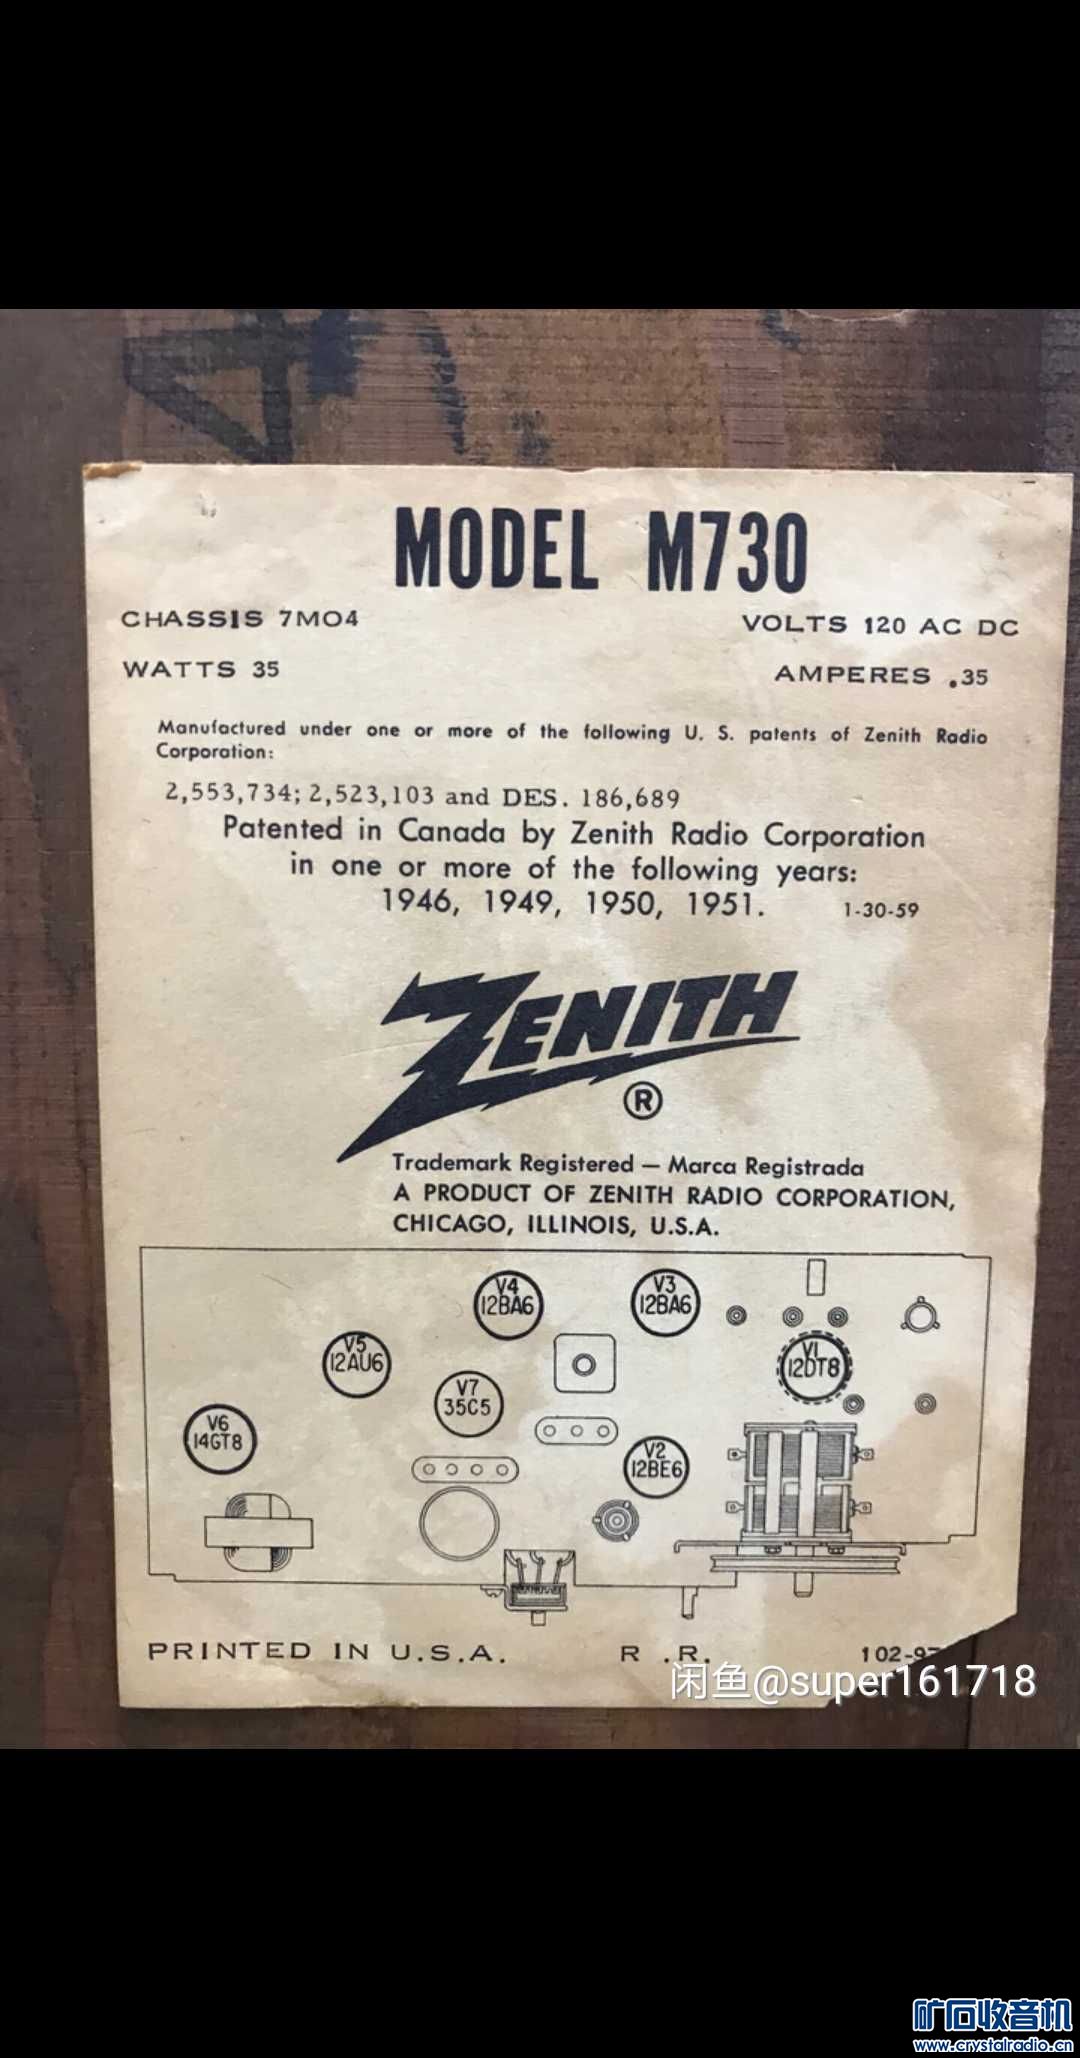 MODEL M730
CHASSIS 7M04
VOLTS 120 AC DC
WATTS 35
AMPERES .35
Manufactured under one or more of the following U. S. patents of Zenith Radio
Corporation:
2,553,734; 2,523,103 and DES. 186,689
Patented in Canada by Zenith Radio Corporation
in one or more of the following years:
1946, 1949, 1950, 1951.
1-30-59
ZENITH
®
Trademark Registered — Marca Registrada
A PRODUCT OF ZENITH RADIO CORPORATION,
CHICAGO, ILLINOIS, U.S.A.
V4
12BA6
V3
12BA6
V5
12AU6
V1
12DT8
V7
35C5
V6
14GT8
V2
12BE6
PRINTED IN U.S.A.
R .R.
闲鱼@super161718
矿石收音机
www.crystalradio.cn